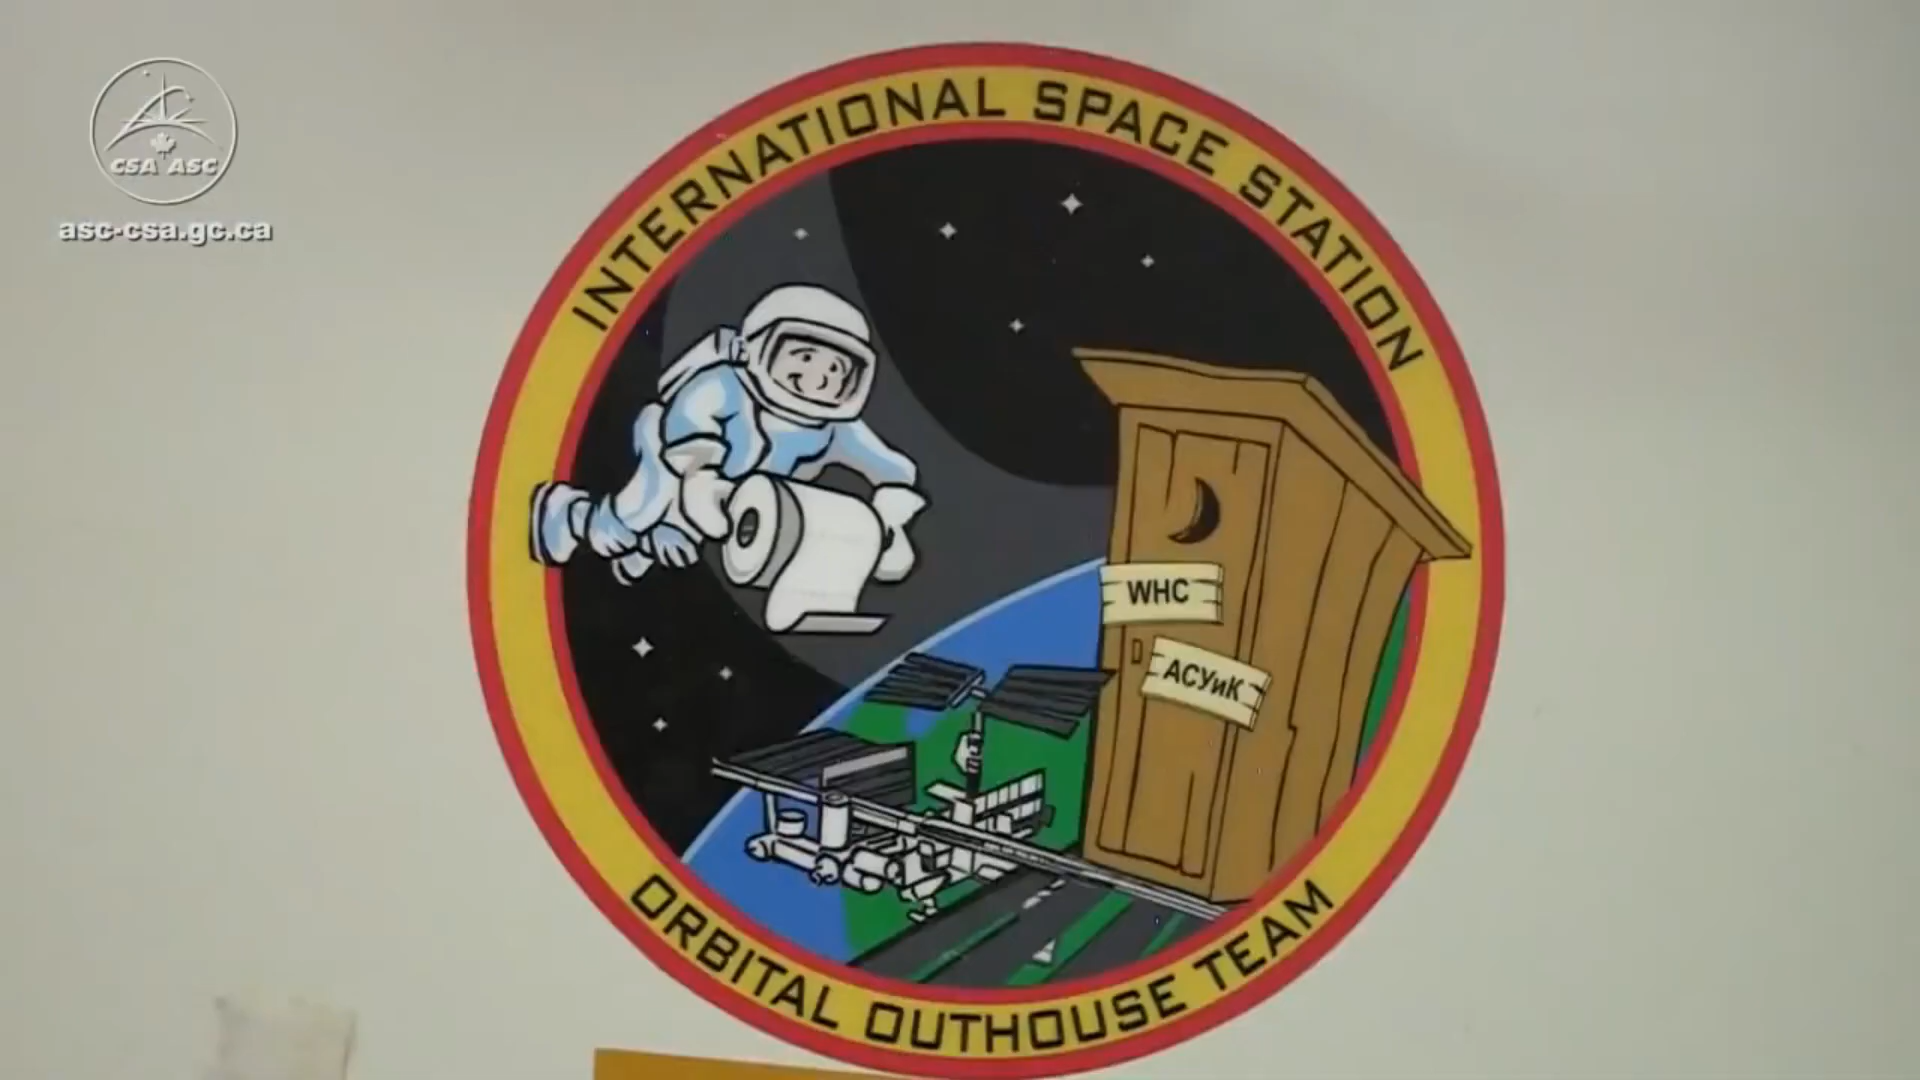 CSA ASC
asc-csa.gc.ca
INTERNATIONAL SPACE STATION
WHC
АСУиК
ORBITAL OUTHOUSE TEAM